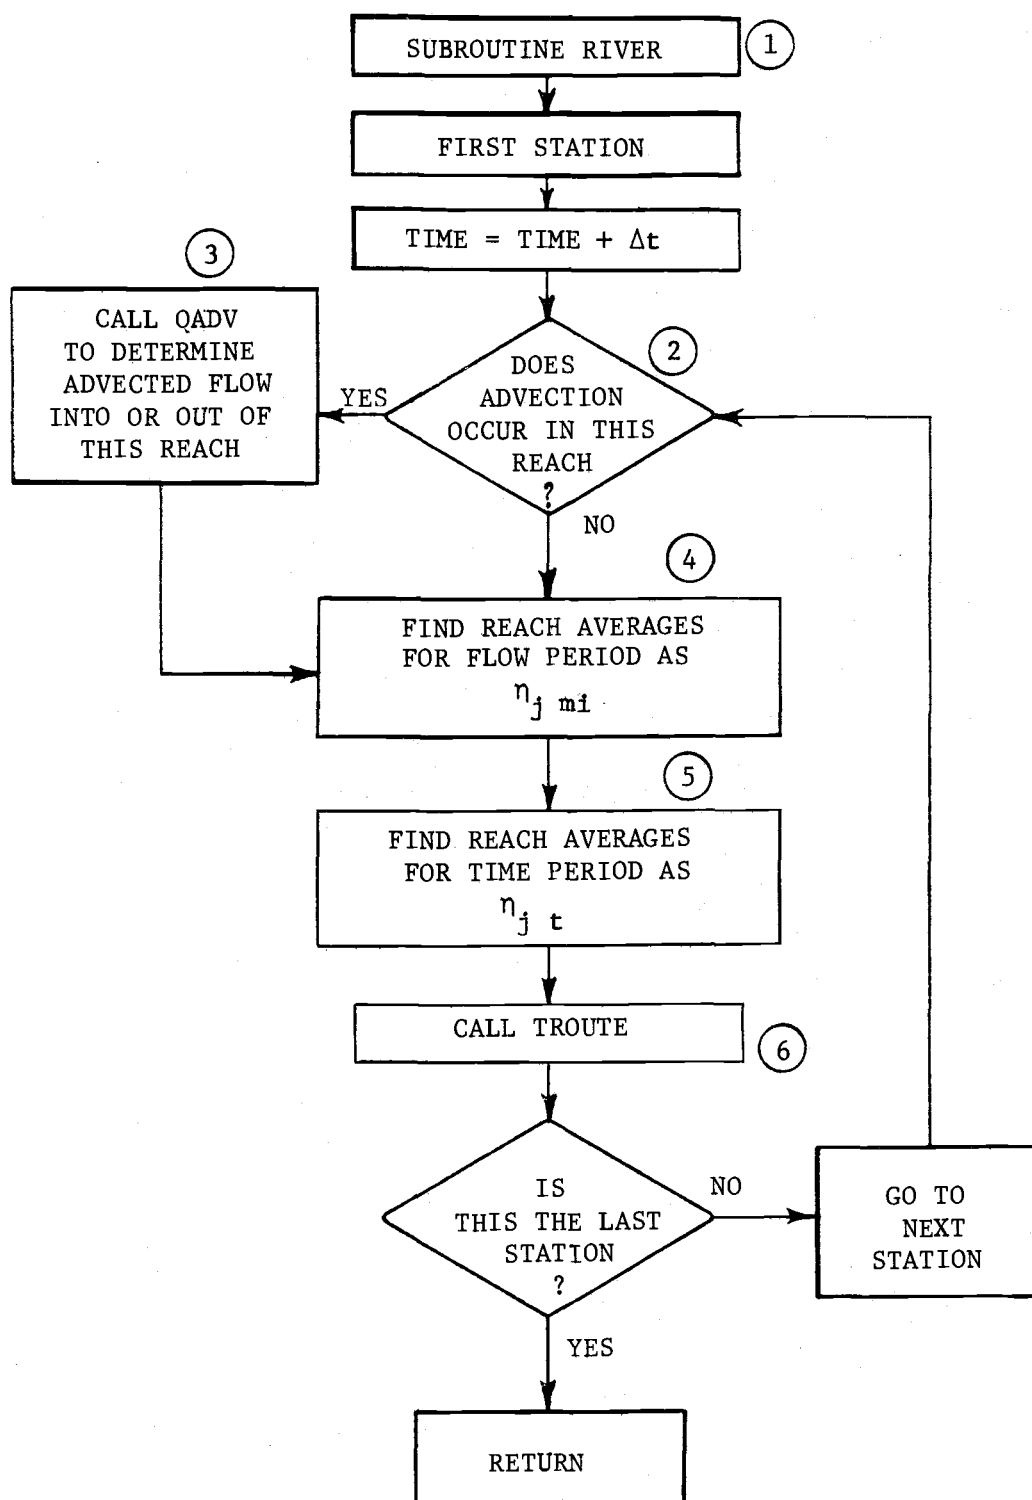 SUBROUTINE RIVER
1
FIRST STATION
TIME = TIME + Δt
3
CALL QADV
TO DETERMINE
ADVECTED FLOW
INTO OR OUT OF
THIS REACH
2
DOES
ADVECTION
OCCUR IN THIS
REACH
?
YES
NO
4
FIND REACH AVERAGES
FOR FLOW PERIOD AS
η j mi
5
FIND REACH AVERAGES
FOR TIME PERIOD AS
η j t
CALL TROUTE
6
IS
THIS THE LAST
STATION
?
NO
GO TO
NEXT
STATION
YES
RETURN